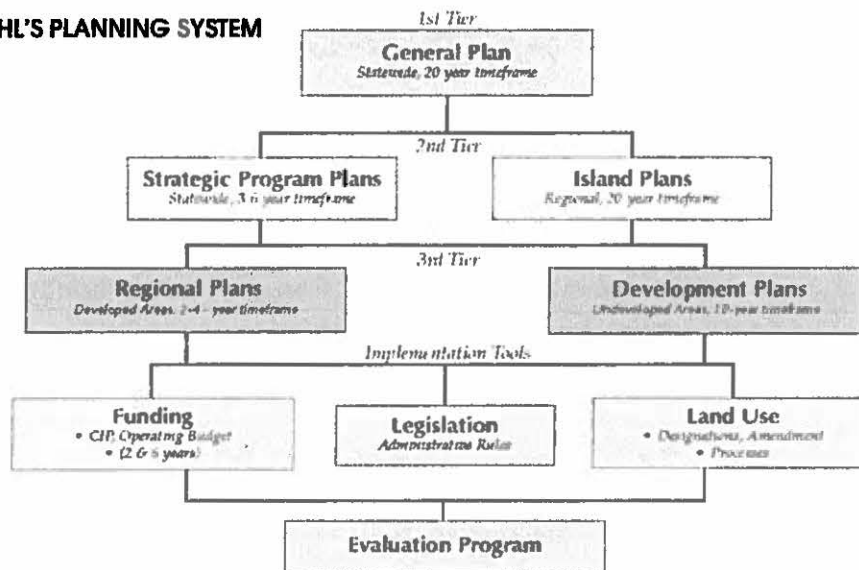 HL'S PLANNING SYSTEM
1st Tier
General Plan
Statewide, 20 year timeframe
2nd Tier
Strategic Program Plans
Statewide, 3 6 year timeframe
Island Plans
Regional, 20 year timeframe
3rd Tier
Regional Plans
Developed Areas, 2-4 - year timeframe
Development Plans
Undeveloped Areas, 10-year timeframe
Implementation Tools
Funding
• CIP, Operating Budget
• (2 & 6 years)
Legislation
Administrative Rules
Land Use
• Designations, Amendment
• Processes
Evaluation Program